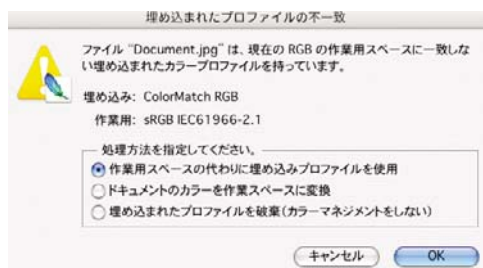 埋め込まれたプロファイルの不一致
ファイル “Document.jpg” は、現在の RGB の作業用スペースに一致しな
い埋め込まれたカラープロファイルを持っています。
埋め込み: ColorMatch RGB
作業用: sRGB IEC61966-2.1
処理方法を指定してください。
作業用スペースの代わりに埋め込みプロファイルを使用
ドキュメントのカラーを作業スペースに変換
埋め込まれたプロファイルを破棄(カラーマネジメントをしない)
キャンセル OK